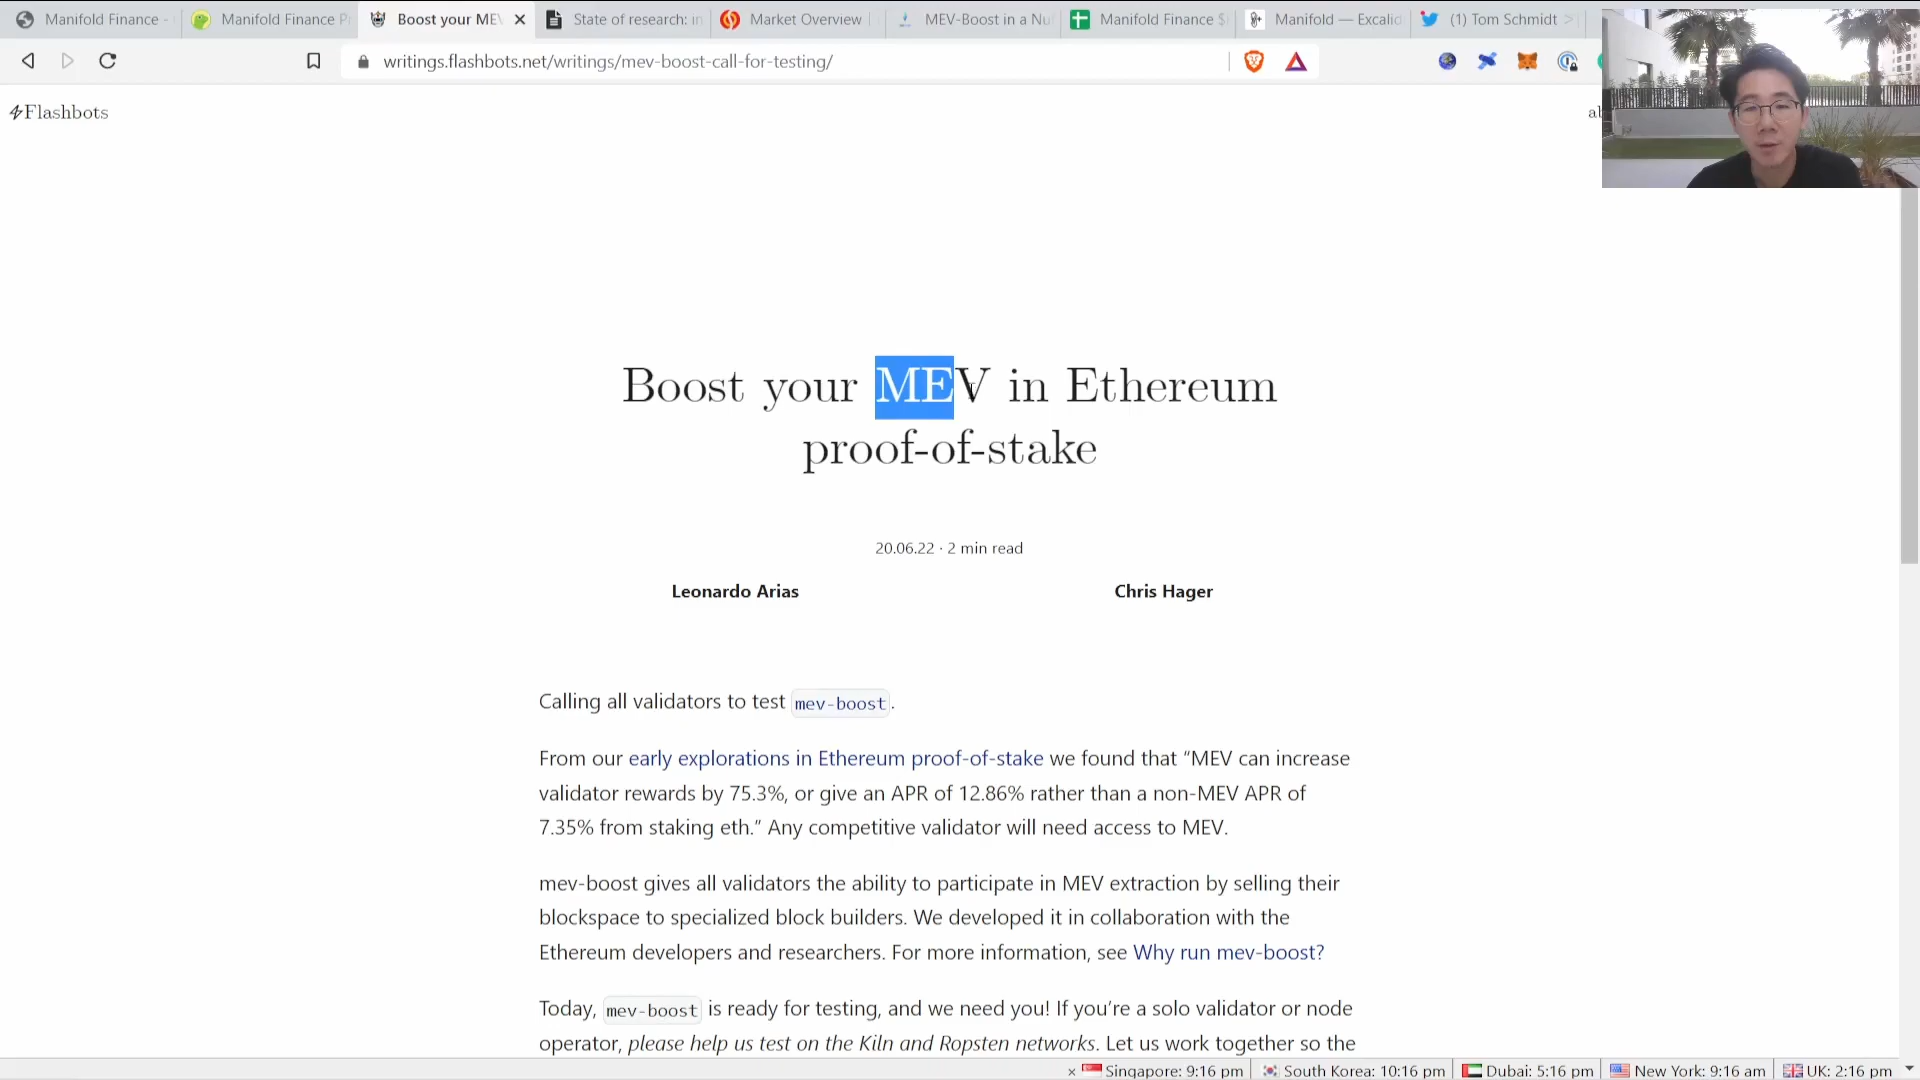 Manifold Finance -
Manifold Finance P
Boost your MEV
State of research: in
Market Overview
MEV-Boost in a Nu
Manifold Finance $
Manifold — Excalid
(1) Tom Schmidt >
writings.flashbots.net/writings/mev-boost-call-for-testing/
Flashbots
al
Boost your MEV in Ethereum
proof-of-stake
20.06.22 · 2 min read
Leonardo Arias
Chris Hager
Calling all validators to test mev-boost.
From our early explorations in Ethereum proof-of-stake we found that “MEV can increase
validator rewards by 75.3%, or give an APR of 12.86% rather than a non-MEV APR of
7.35% from staking eth.” Any competitive validator will need access to MEV.
mev-boost gives all validators the ability to participate in MEV extraction by selling their
blockspace to specialized block builders. We developed it in collaboration with the
Ethereum developers and researchers. For more information, see Why run mev-boost?
Today, mev-boost is ready for testing, and we need you! If you’re a solo validator or node
operator, please help us test on the Kiln and Ropsten networks. Let us work together so the
× Singapore: 9:16 pm South Korea: 10:16 pm Dubai: 5:16 pm New York: 9:16 am UK: 2:16 pm